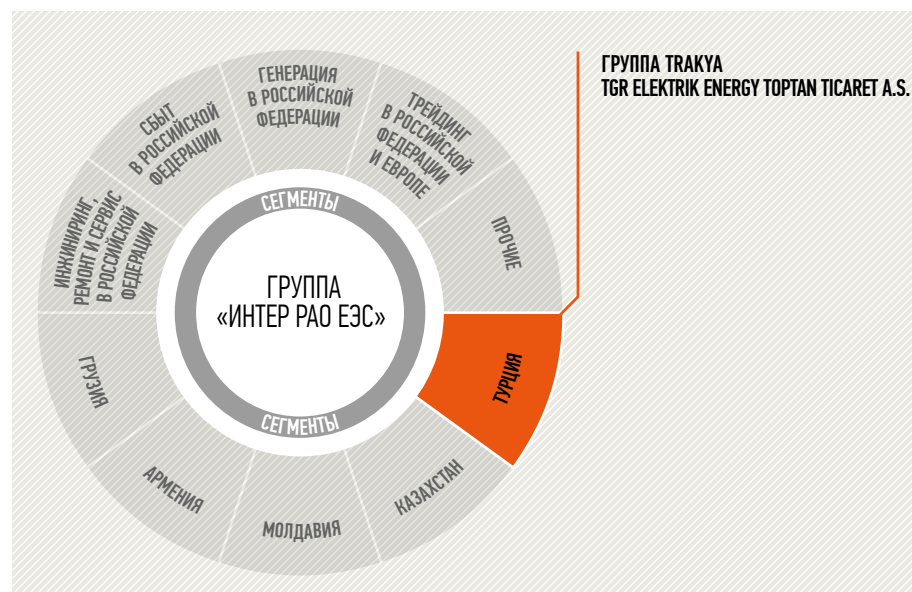 ГРУППА TRAKYA
TGR ELEKTRIK ENERGY TOPTAN TICARET A.S.
ГЕНЕРАЦИЯ
В РОССИЙСКОЙ
ФЕДЕРАЦИИ
ТРЕЙДИНГ
В РОССИЙСКОЙ
ФЕДЕРАЦИИ
И ЕВРОПЕ
ПРОЧИЕ
ТУРЦИЯ
КАЗАХСТАН
МОЛДАВИЯ
АРМЕНИЯ
ГРУЗИЯ
ИНЖИНИРИНГ,
РЕМОНТ И СЕРВИС
В РОССИЙСКОЙ
ФЕДЕРАЦИИ
СБЫТ
В РОССИЙСКОЙ
ФЕДЕРАЦИИ
СЕГМЕНТЫ
ГРУППА
«ИНТЕР РАО ЕЭС»
СЕГМЕНТЫ